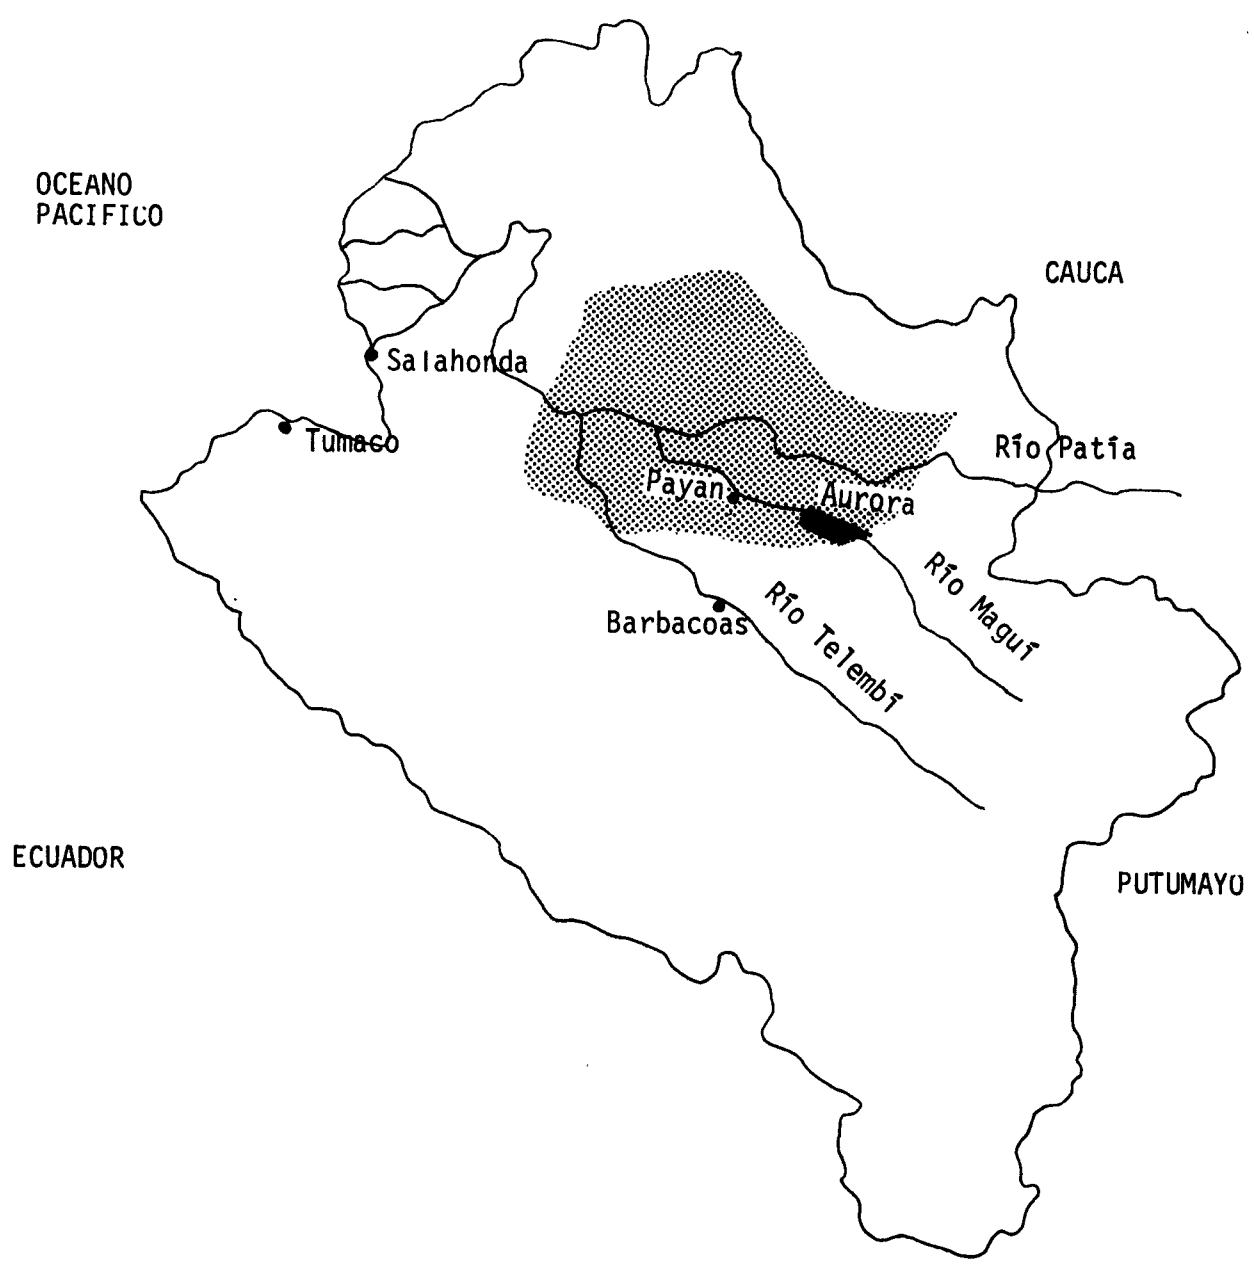 OCEANO
PACIFICO
CAUCA
Salahonda
Tumaco
Río Patía
Payan
Aurora
Río Maguí
Río Telembí
Barbacoas
ECUADOR
PUTUMAYO